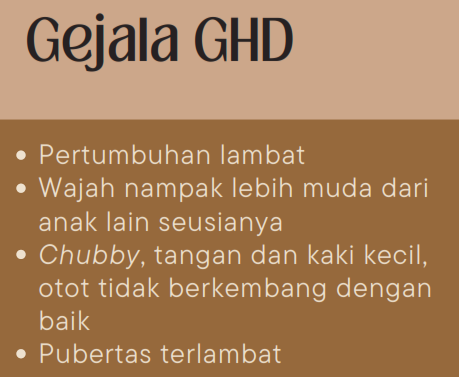 Gejala GHD
• Pertumbuhan lambat
• Wajah nampak lebih muda dari
anak lain seusianya
• Chubby, tangan dan kaki kecil,
otot tidak berkembang dengan
baik
• Pubertas terlambat